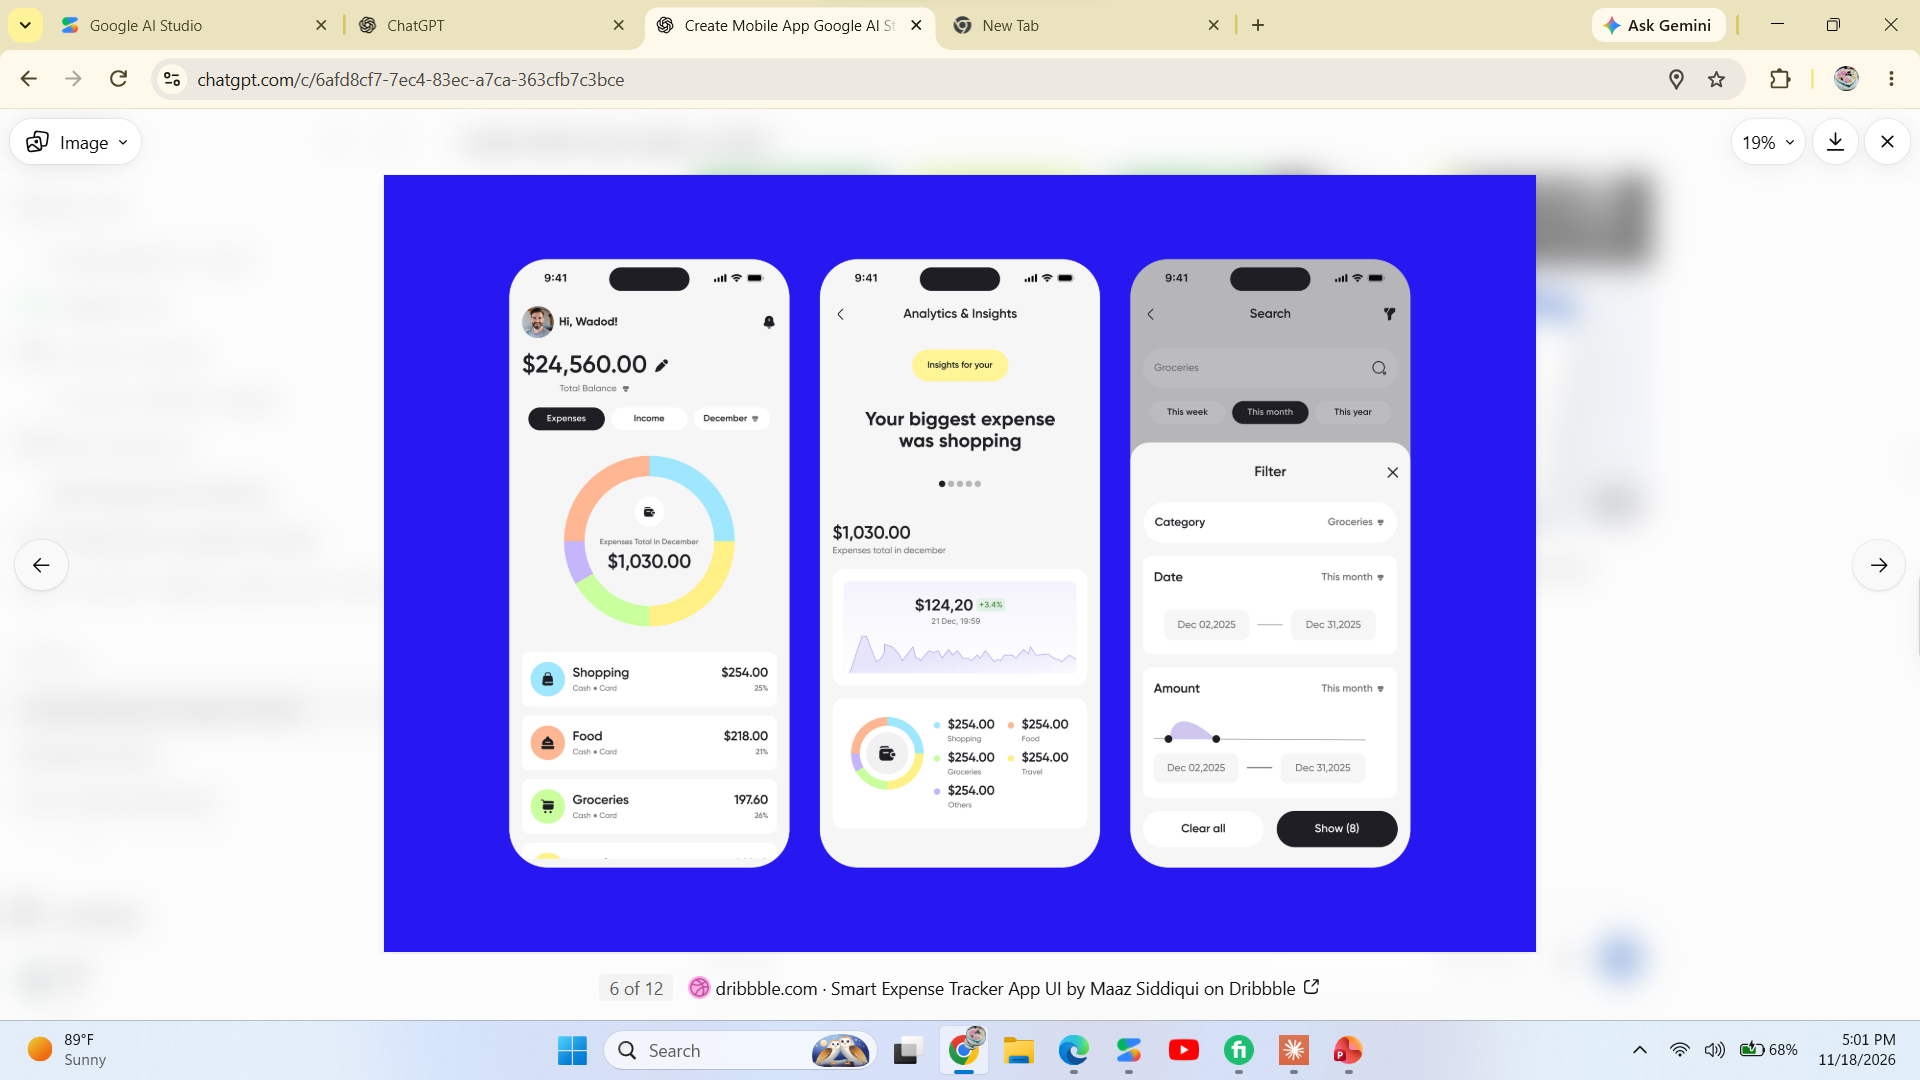 Google AI Studio
ChatGPT
Create Mobile App Google AI St
New Tab
Ask Gemini
chatgpt.com/c/6afd8cf7-7ec4-83ec-a7ca-363cfb7c3bce
Image
19%
9:41
Hi, Wadod!
$24,560.00
Total Balance
Expenses
Income
December
Expenses Total in December
$1,030.00
Shopping
$254.00
Cash • Card
25%
Food
$218.00
Cash • Card
21%
Groceries
197.60
Cash • Card
26%
9:41
Analytics & Insights
Insights for your
Your biggest expense
was shopping
$1,030.00
Expenses total in december
$124,20 +3.4%
21 Dec, 19:59
$254.00
Shopping
$254.00
Food
$254.00
Groceries
$254.00
Travel
$254.00
Others
9:41
Search
Groceries
This week
This month
This year
Filter
Category
Groceries
Date
This month
Dec 02,2025
Dec 31,2025
Amount
This month
Dec 02,2025
Dec 31,2025
Clear all
Show (8)
6 of 12
dribbble.com · Smart Expense Tracker App UI by Maaz Siddiqui on Dribbble
89°F
Sunny
Search
68%
5:01 PM
11/18/2026